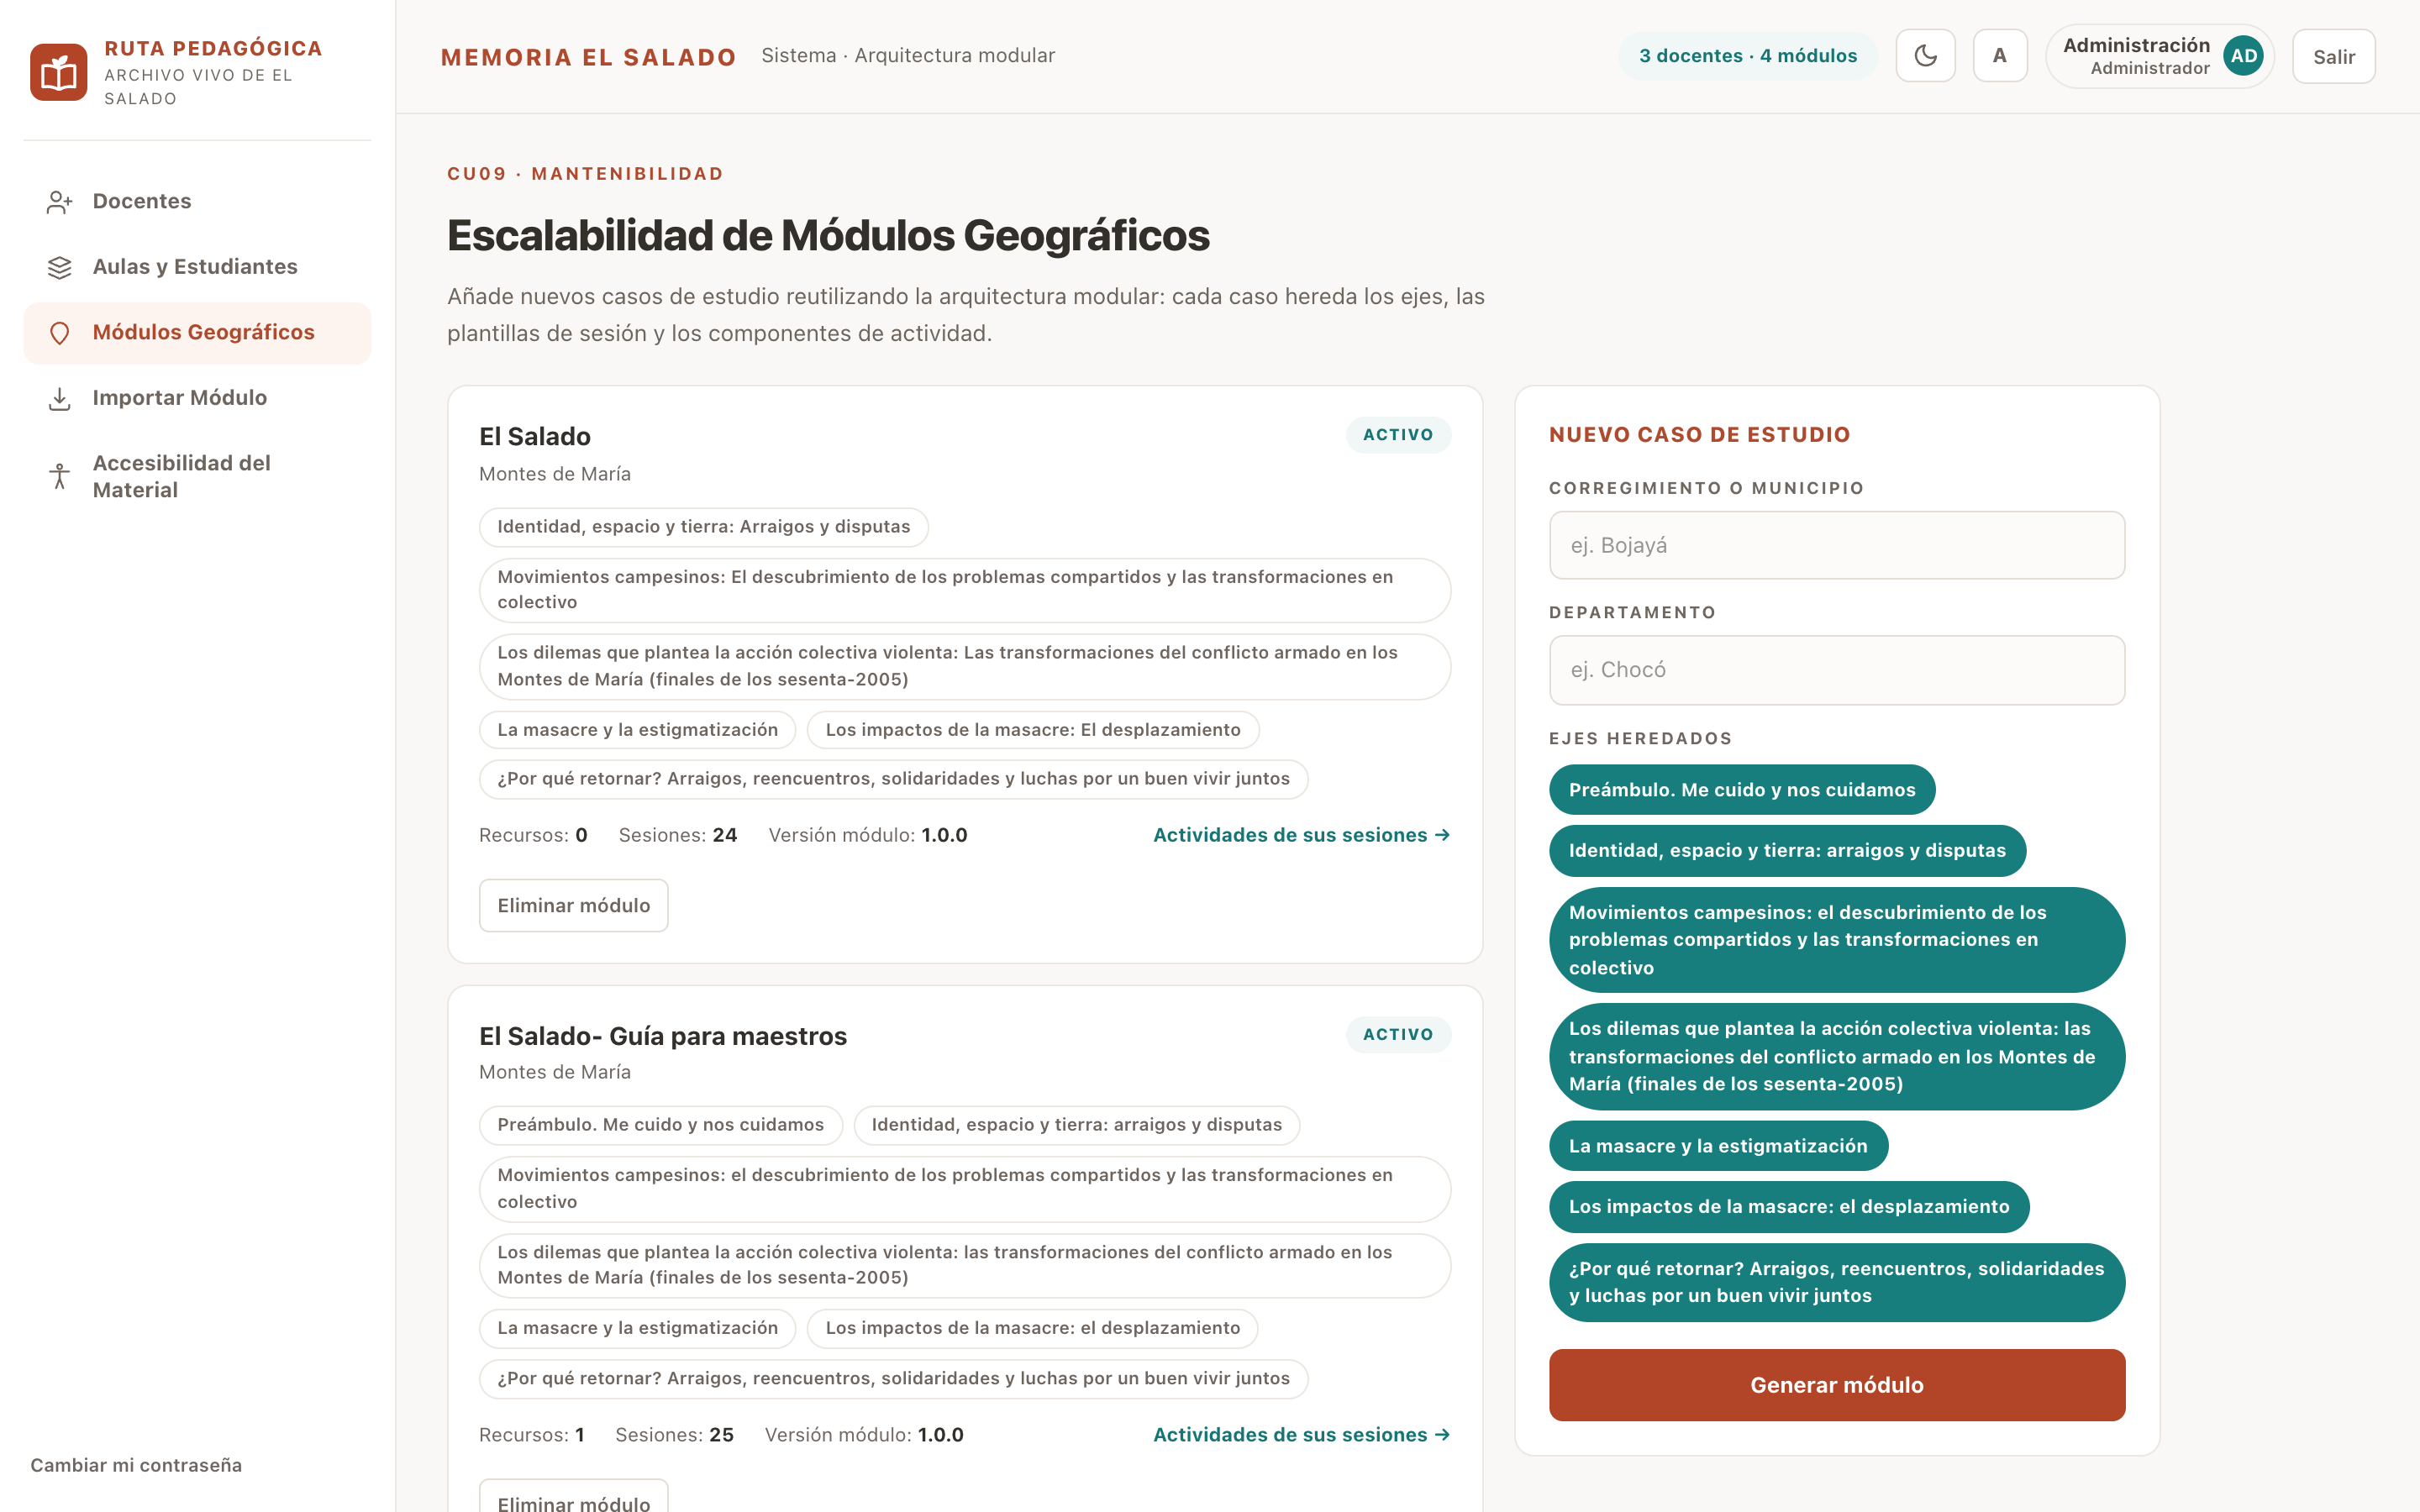 RUTA PEDAGÓGICA
ARCHIVO VIVO DE EL
SALADO
Docentes
Aulas y Estudiantes
Módulos Geográficos
Importar Módulo
Accesibilidad del
Material
Cambiar mi contraseña
MEMORIA EL SALADO
Sistema · Arquitectura modular
3 docentes · 4 módulos
A
Administración
Administrador
AD
Salir
CU09 · MANTENIBILIDAD
Escalabilidad de Módulos Geográficos
Añade nuevos casos de estudio reutilizando la arquitectura modular: cada caso hereda los ejes, las
plantillas de sesión y los componentes de actividad.
El Salado
ACTIVO
Montes de María
Identidad, espacio y tierra: Arraigos y disputas
Movimientos campesinos: El descubrimiento de los problemas compartidos y las transformaciones en
colectivo
Los dilemas que plantea la acción colectiva violenta: Las transformaciones del conflicto armado en los
Montes de María (finales de los sesenta-2005)
La masacre y la estigmatización
Los impactos de la masacre: El desplazamiento
¿Por qué retornar? Arraigos, reencuentros, solidaridades y luchas por un buen vivir juntos
Recursos: 0
Sesiones: 24
Versión módulo: 1.0.0
Actividades de sus sesiones →
Eliminar módulo
El Salado- Guía para maestros
ACTIVO
Montes de María
Preámbulo. Me cuido y nos cuidamos
Identidad, espacio y tierra: arraigos y disputas
Movimientos campesinos: el descubrimiento de los problemas compartidos y las transformaciones en
colectivo
Los dilemas que plantea la acción colectiva violenta: las transformaciones del conflicto armado en los
Montes de María (finales de los sesenta-2005)
La masacre y la estigmatización
Los impactos de la masacre: el desplazamiento
¿Por qué retornar? Arraigos, reencuentros, solidaridades y luchas por un buen vivir juntos
Recursos: 1
Sesiones: 25
Versión módulo: 1.0.0
Actividades de sus sesiones →
Eliminar módulo
NUEVO CASO DE ESTUDIO
CORREGIMIENTO O MUNICIPIO
ej. Bojayá
DEPARTAMENTO
ej. Chocó
EJES HEREDADOS
Preámbulo. Me cuido y nos cuidamos
Identidad, espacio y tierra: arraigos y disputas
Movimientos campesinos: el descubrimiento de los
problemas compartidos y las transformaciones en
colectivo
Los dilemas que plantea la acción colectiva violenta: las
transformaciones del conflicto armado en los Montes de
María (finales de los sesenta-2005)
La masacre y la estigmatización
Los impactos de la masacre: el desplazamiento
¿Por qué retornar? Arraigos, reencuentros, solidaridades
y luchas por un buen vivir juntos
Generar módulo